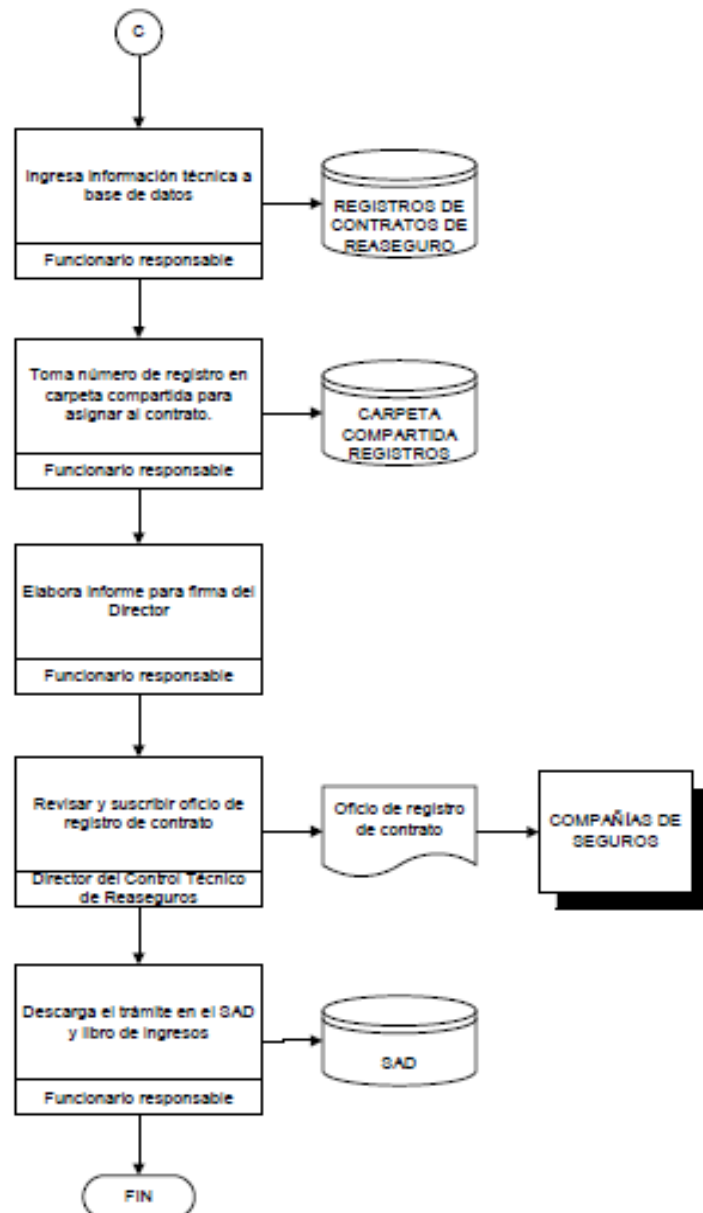 C
Ingresa información técnica a
base de datos
Funcionario responsable
REGISTROS DE
CONTRATOS DE
REASEGURO
Toma número de registro en
carpeta compartida para
asignar al contrato.
Funcionario responsable
CARPETA
COMPARTIDA
REGISTROS
Elabora informe para firma del
Director
Funcionario responsable
Revisar y suscribir oficio de
registro de contrato
Director del Control Técnico
de Reaseguros
Oficio de registro
de contrato
COMPAÑÍAS DE
SEGUROS
Descarga el trámite en el SAD
y libro de ingresos
Funcionario responsable
SAD
FIN